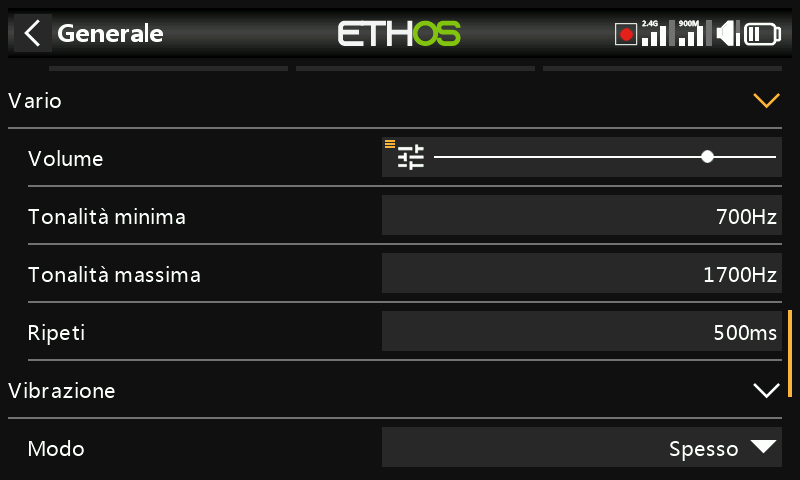 Generale
ETHOS
2.4G
900M
Vario
Volume
Tonalità minima
700Hz
Tonalità massima
1700Hz
Ripeti
500ms
Vibrazione
Modo
Spesso